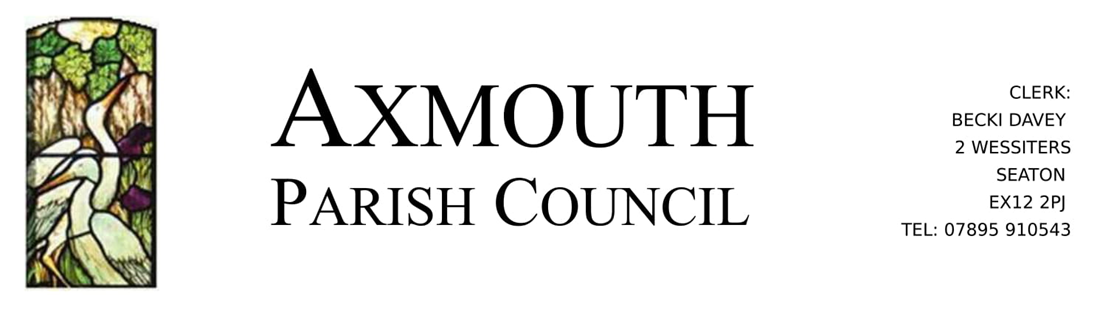 AXMOUTH
PARISH COUNCIL
CLERK:
BECKI DAVEY
2 WESSITERS
SEATON
EX12 2PJ
TEL: 07895 910543